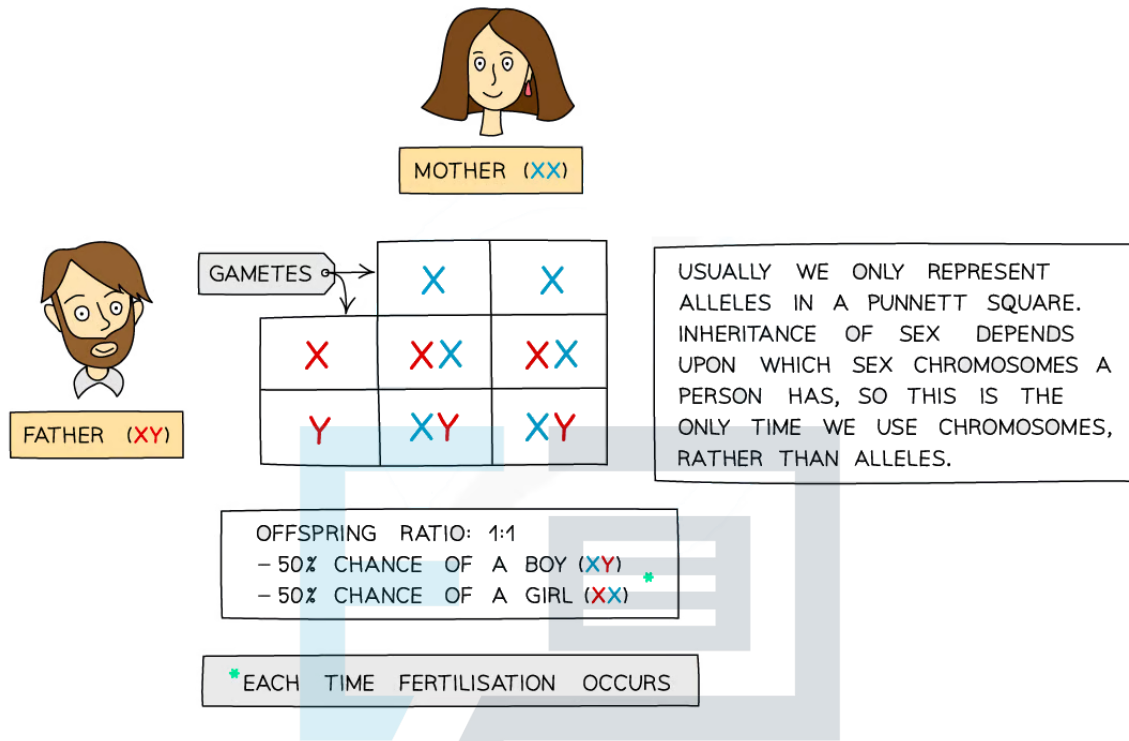 MOTHER (XX)
GAMETES
X X
X XX XX
Y XY XY
FATHER (XY)
USUALLY WE ONLY REPRESENT
ALLELES IN A PUNNETT SQUARE.
INHERITANCE OF SEX DEPENDS
UPON WHICH SEX CHROMOSOMES A
PERSON HAS, SO THIS IS THE
ONLY TIME WE USE CHROMOSOMES,
RATHER THAN ALLELES.
OFFSPRING RATIO: 1:1
– 50% CHANCE OF A BOY (XY)
– 50% CHANCE OF A GIRL (XX) *
*EACH TIME FERTILISATION OCCURS